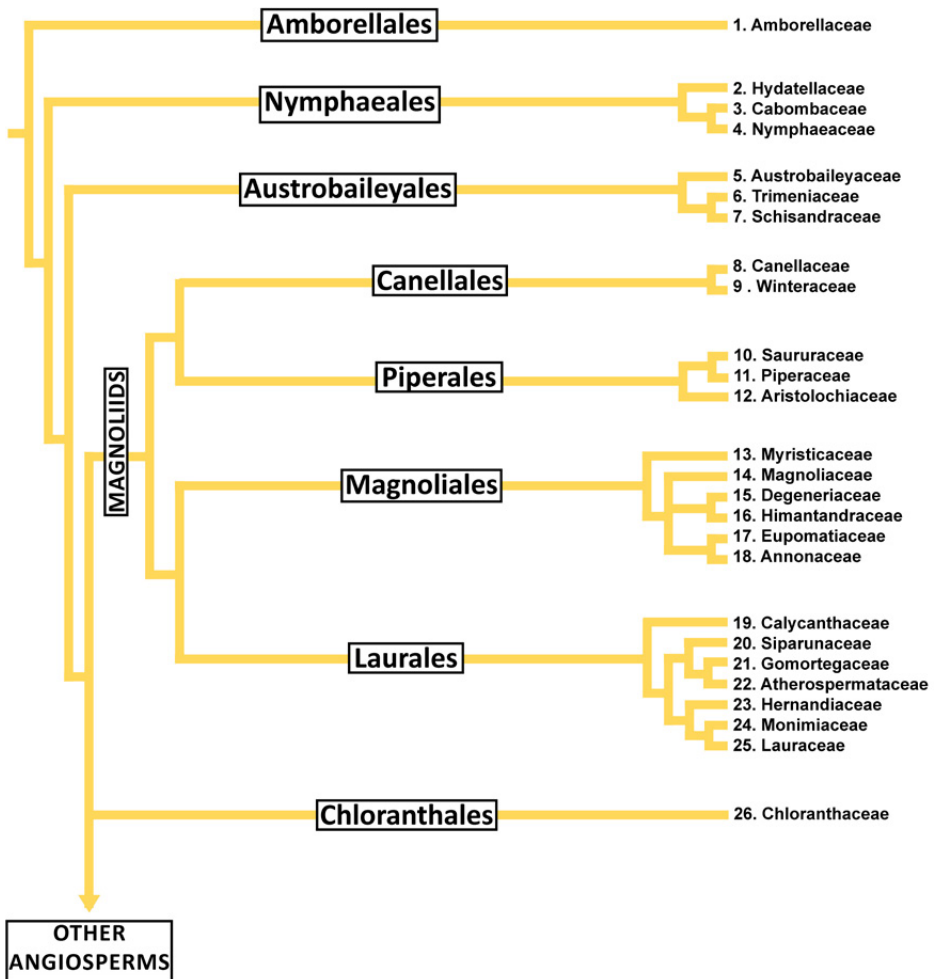 Amborellales
1. Amborellaceae
Nymphaeales
2. Hydatellaceae
3. Cabombaceae
4. Nymphaeaceae
Austrobaileyales
5. Austrobaileyaceae
6. Trimeniaceae
7. Schisandraceae
MAGNOLIIDS
Canellales
8. Canellaceae
9 . Winteraceae
Piperales
10. Saururaceae
11. Piperaceae
12. Aristolochiaceae
Magnoliales
13. Myristicaceae
14. Magnoliaceae
15. Degeneriaceae
16. Himantandraceae
17. Eupomatiaceae
18. Annonaceae
Laurales
19. Calycanthaceae
20. Siparunaceae
21. Gomortegaceae
22. Atherospermataceae
23. Hernandiaceae
24. Monimiaceae
25. Lauraceae
Chloranthales
26. Chloranthaceae
OTHER
ANGIOSPERMS